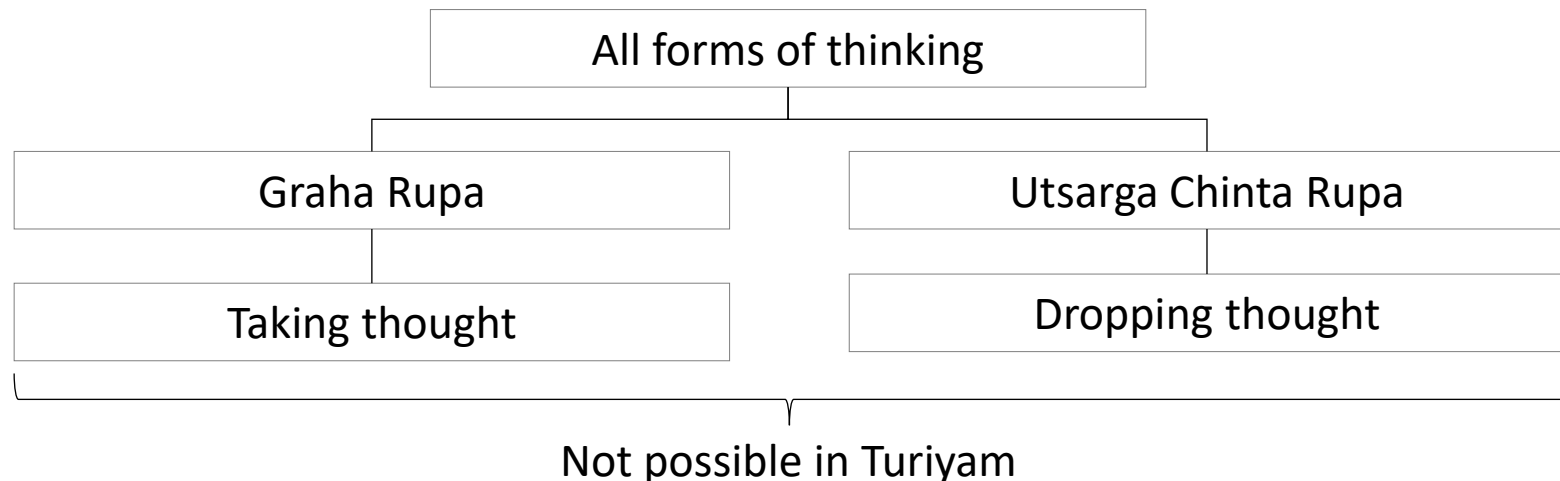 All forms of thinking
Graha Rupa
Utsarga Chinta Rupa
Taking thought
Dropping thought
Not possible in Turiyam